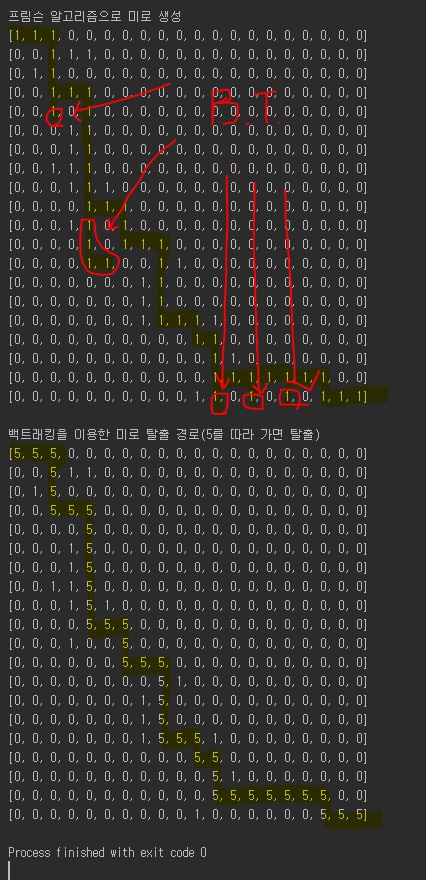 프림슨 알고리즘으로 미로 생성
[1, 1, 1, 0, 0, 0, 0, 0, 0, 0, 0, 0, 0, 0, 0, 0, 0, 0, 0, 0]
[0, 0, 1, 1, 1, 0, 0, 0, 0, 0, 0, 0, 0, 0, 0, 0, 0, 0, 0, 0]
[0, 1, 1, 0, 0, 0, 0, 0, 0, 0, 0, 0, 0, 0, 0, 0, 0, 0, 0, 0]
[0, 0, 1, 1, 1, 0, 0, 0, 0, 0, 0, 0, 0, 0, 0, 0, 0, 0, 0, 0]
B.T.
[0, 0, 0, 0, 1, 0, 0, 0, 0, 0, 0, 0, 0, 0, 0, 0, 0, 0, 0, 0]
[0, 0, 0, 1, 1, 0, 0, 0, 0, 0, 0, 0, 0, 0, 0, 0, 0, 0, 0, 0]
[0, 0, 0, 1, 1, 0, 0, 0, 0, 0, 0, 0, 0, 0, 0, 0, 0, 0, 0, 0]
[0, 0, 1, 1, 1, 0, 0, 0, 0, 0, 0, 0, 0, 0, 0, 0, 0, 0, 0, 0]
[0, 0, 0, 1, 1, 1, 0, 0, 0, 0, 0, 0, 0, 0, 0, 0, 0, 0, 0, 0]
[0, 0, 0, 0, 1, 1, 1, 0, 0, 0, 0, 0, 0, 0, 0, 0, 0, 0, 0, 0]
[0, 0, 0, 1, 0, 0, 1, 0, 0, 0, 0, 0, 0, 0, 0, 0, 0, 0, 0, 0]
[0, 0, 0, 0, 1, 0, 1, 1, 1, 0, 0, 0, 0, 0, 0, 0, 0, 0, 0, 0]
[0, 0, 0, 0, 1, 1, 0, 0, 1, 1, 0, 0, 0, 0, 0, 0, 0, 0, 0, 0]
[0, 0, 0, 0, 0, 0, 0, 1, 1, 0, 0, 0, 0, 0, 0, 0, 0, 0, 0, 0]
[0, 0, 0, 0, 0, 0, 0, 1, 1, 0, 0, 0, 0, 0, 0, 0, 0, 0, 0, 0]
[0, 0, 0, 0, 0, 0, 0, 1, 1, 1, 1, 1, 0, 0, 0, 0, 0, 0, 0, 0]
[0, 0, 0, 0, 0, 0, 0, 0, 0, 0, 1, 1, 0, 0, 0, 0, 0, 0, 0, 0]
[0, 0, 0, 0, 0, 0, 0, 0, 0, 0, 0, 1, 1, 0, 0, 0, 0, 0, 0, 0]
[0, 0, 0, 0, 0, 0, 0, 0, 0, 0, 0, 1, 1, 1, 1, 1, 1, 1, 0, 0]
[0, 0, 0, 0, 0, 0, 0, 0, 0, 0, 1, 1, 0, 1, 0, 1, 0, 1, 1, 1]
백트래킹을 이용한 미로 탈출 경로(5를 따라 가면 탈출)
[5, 5, 5, 0, 0, 0, 0, 0, 0, 0, 0, 0, 0, 0, 0, 0, 0, 0, 0, 0]
[0, 0, 5, 1, 1, 0, 0, 0, 0, 0, 0, 0, 0, 0, 0, 0, 0, 0, 0, 0]
[0, 1, 5, 0, 0, 0, 0, 0, 0, 0, 0, 0, 0, 0, 0, 0, 0, 0, 0, 0]
[0, 0, 5, 5, 5, 0, 0, 0, 0, 0, 0, 0, 0, 0, 0, 0, 0, 0, 0, 0]
[0, 0, 0, 0, 5, 0, 0, 0, 0, 0, 0, 0, 0, 0, 0, 0, 0, 0, 0, 0]
[0, 0, 0, 1, 5, 0, 0, 0, 0, 0, 0, 0, 0, 0, 0, 0, 0, 0, 0, 0]
[0, 0, 0, 1, 5, 0, 0, 0, 0, 0, 0, 0, 0, 0, 0, 0, 0, 0, 0, 0]
[0, 0, 1, 1, 5, 0, 0, 0, 0, 0, 0, 0, 0, 0, 0, 0, 0, 0, 0, 0]
[0, 0, 0, 1, 5, 1, 0, 0, 0, 0, 0, 0, 0, 0, 0, 0, 0, 0, 0, 0]
[0, 0, 0, 0, 5, 5, 5, 0, 0, 0, 0, 0, 0, 0, 0, 0, 0, 0, 0, 0]
[0, 0, 0, 1, 0, 0, 5, 0, 0, 0, 0, 0, 0, 0, 0, 0, 0, 0, 0, 0]
[0, 0, 0, 0, 0, 0, 5, 5, 5, 0, 0, 0, 0, 0, 0, 0, 0, 0, 0, 0]
[0, 0, 0, 0, 0, 0, 0, 0, 5, 1, 0, 0, 0, 0, 0, 0, 0, 0, 0, 0]
[0, 0, 0, 0, 0, 0, 0, 1, 5, 0, 0, 0, 0, 0, 0, 0, 0, 0, 0, 0]
[0, 0, 0, 0, 0, 0, 0, 1, 5, 0, 0, 0, 0, 0, 0, 0, 0, 0, 0, 0]
[0, 0, 0, 0, 0, 0, 0, 1, 5, 5, 5, 1, 0, 0, 0, 0, 0, 0, 0, 0]
[0, 0, 0, 0, 0, 0, 0, 0, 0, 0, 5, 5, 0, 0, 0, 0, 0, 0, 0, 0]
[0, 0, 0, 0, 0, 0, 0, 0, 0, 0, 0, 5, 1, 0, 0, 0, 0, 0, 0, 0]
[0, 0, 0, 0, 0, 0, 0, 0, 0, 0, 0, 5, 5, 5, 5, 5, 5, 5, 0, 0]
[0, 0, 0, 0, 0, 0, 0, 0, 0, 0, 1, 0, 0, 0, 0, 0, 0, 5, 5, 5]
Process finished with exit code 0